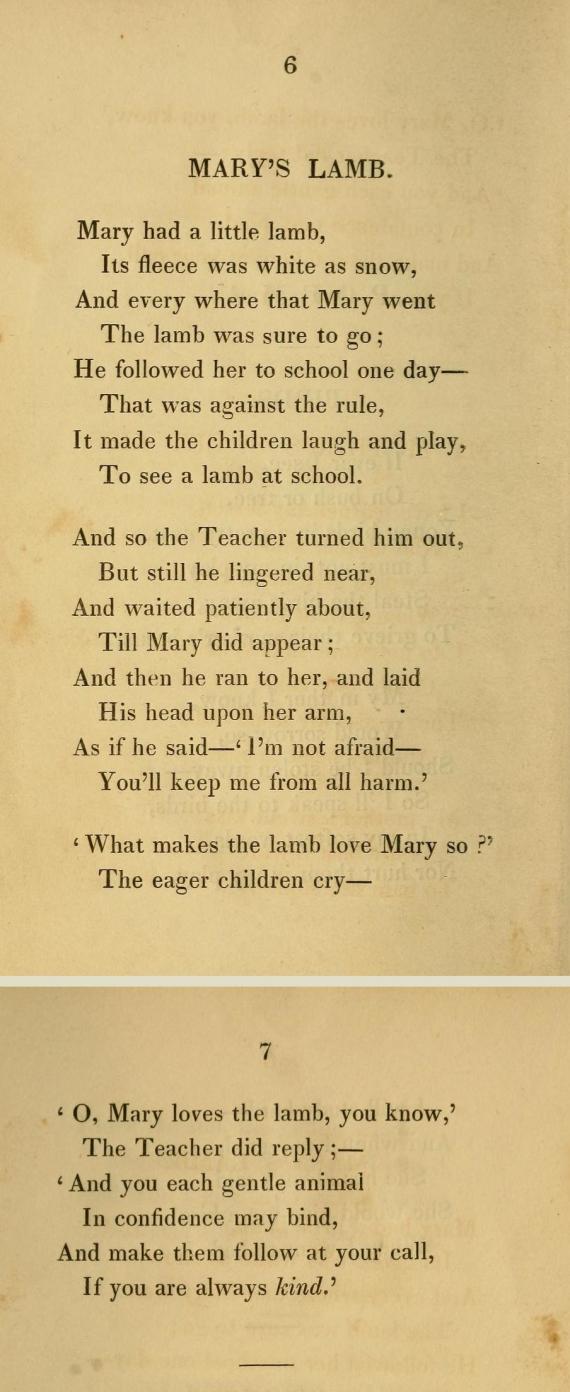 6
MARY'S LAMB.
Mary had a little lamb,
Its fleece was white as snow,
And every where that Mary went
The lamb was sure to go;
He followed her to school one day—
That was against the rule,
It made the children laugh and play,
To see a lamb at school.
And so the Teacher turned him out,
But still he lingered near,
And waited patiently about,
Till Mary did appear;
And then he ran to her, and laid
His head upon her arm,
As if he said—‘ I'm not afraid—
You'll keep me from all harm.’
‘ What makes the lamb love Mary so ?’
The eager children cry—
7
‘ O, Mary loves the lamb, you know,’
The Teacher did reply ;—
‘ And you each gentle animal
In confidence may bind,
And make them follow at your call,
If you are always kind.’